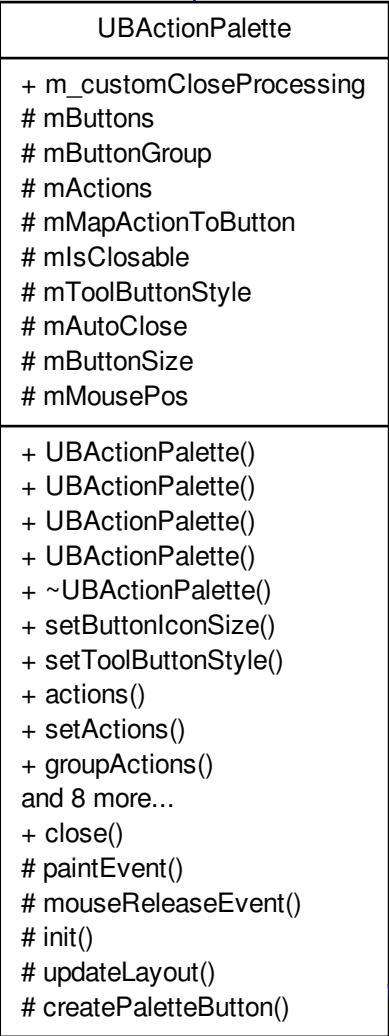 UBActionPalette
+ m_customCloseProcessing
# mButtons
# mButtonGroup
# mActions
# mMapActionToButton
# mIsClosable
# mToolButtonStyle
# mAutoClose
# mButtonSize
# mMousePos
+ UBActionPalette()
+ UBActionPalette()
+ UBActionPalette()
+ UBActionPalette()
+ ~UBActionPalette()
+ setButtonIconSize()
+ setToolButtonStyle()
+ actions()
+ setActions()
+ groupActions()
and 8 more...
+ close()
# paintEvent()
# mouseReleaseEvent()
# init()
# updateLayout()
# createPaletteButton()